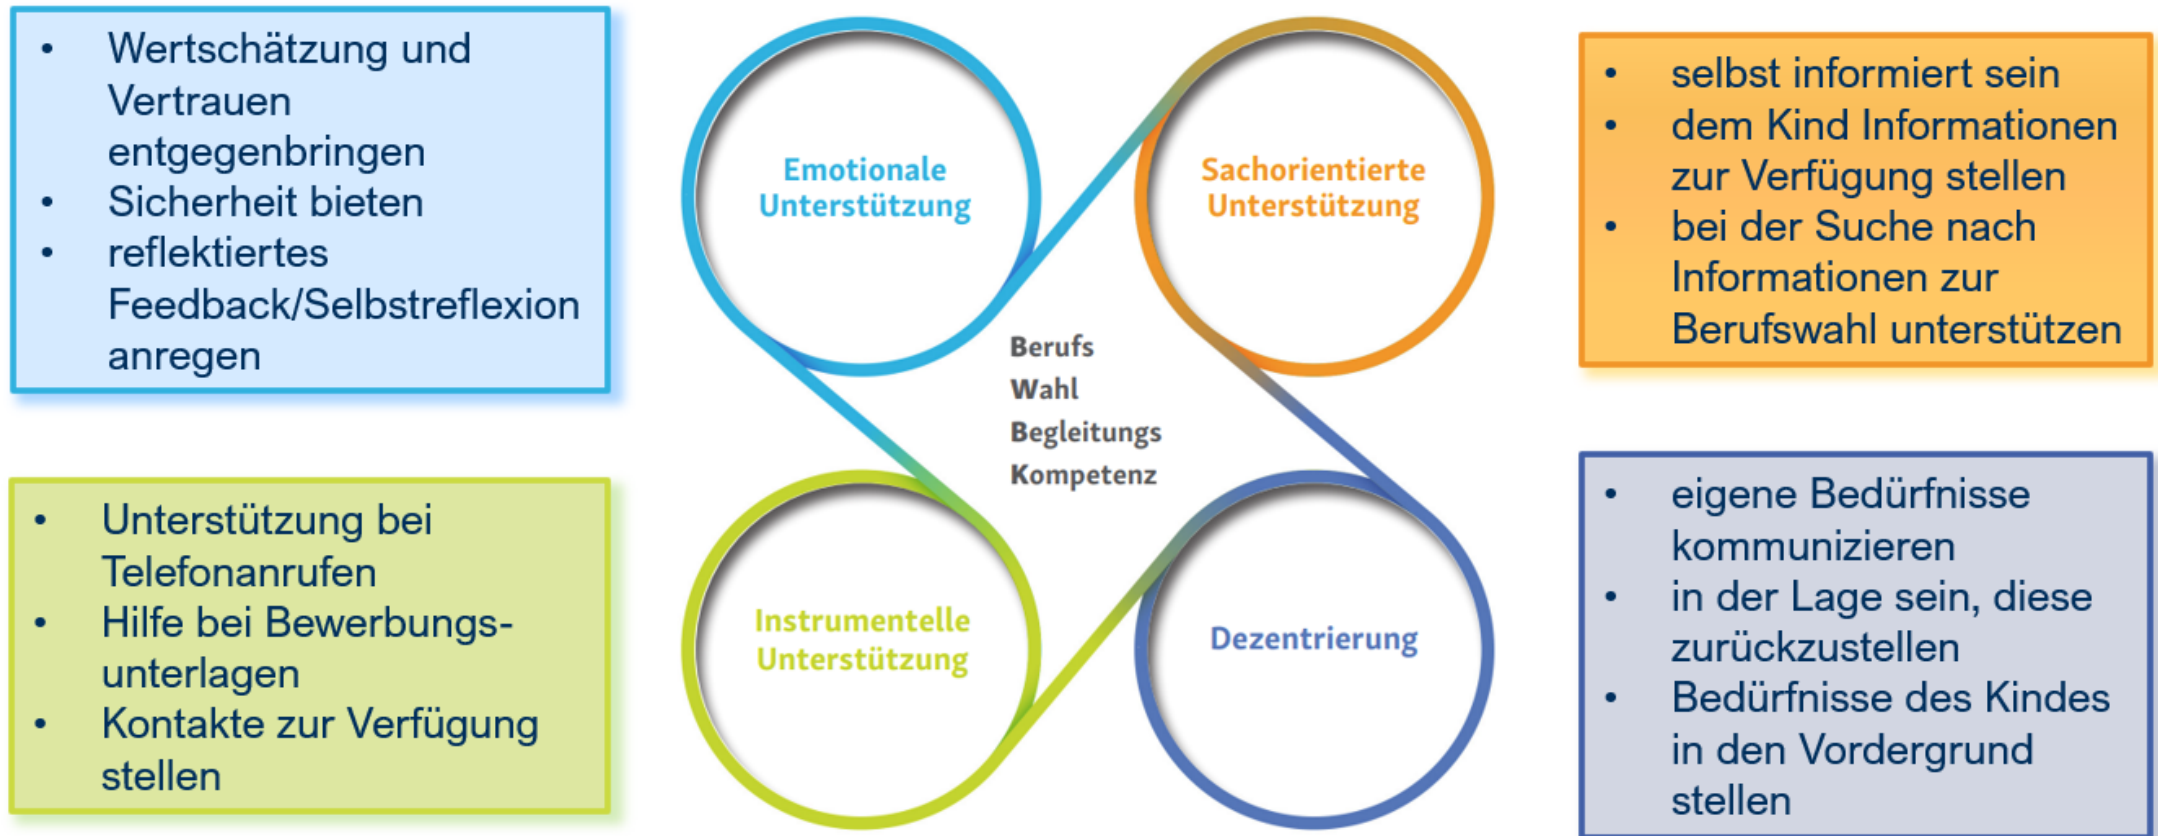 • Wertschätzung und
Vertrauen
entgegenbringen
• Sicherheit bieten
• reflektiertes
Feedback/Selbstreflexion
anregen
Emotionale
Unterstützung
Sachorientierte
Unterstützung
• selbst informiert sein
• dem Kind Informationen
zur Verfügung stellen
• bei der Suche nach
Informationen zur
Berufswahl unterstützen
Berufs
Wahl
Begleitungs
Kompetenz
• Unterstützung bei
Telefonanrufen
• Hilfe bei Bewerbungs-
unterlagen
• Kontakte zur Verfügung
stellen
Instrumentelle
Unterstützung
Dezentrierung
• eigene Bedürfnisse
kommunizieren
• in der Lage sein, diese
zurückzustellen
• Bedürfnisse des Kindes
in den Vordergrund
stellen